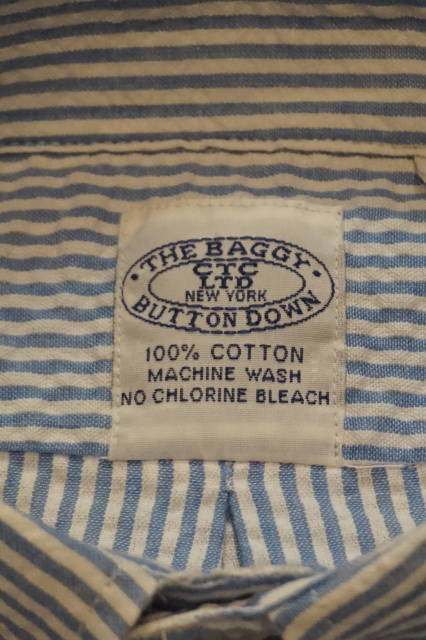 • THE BAGGY •
CTC
LTD
NEW YORK
BUTTON DOWN
100% COTTON
MACHINE WASH
NO CHLORINE BLEACH